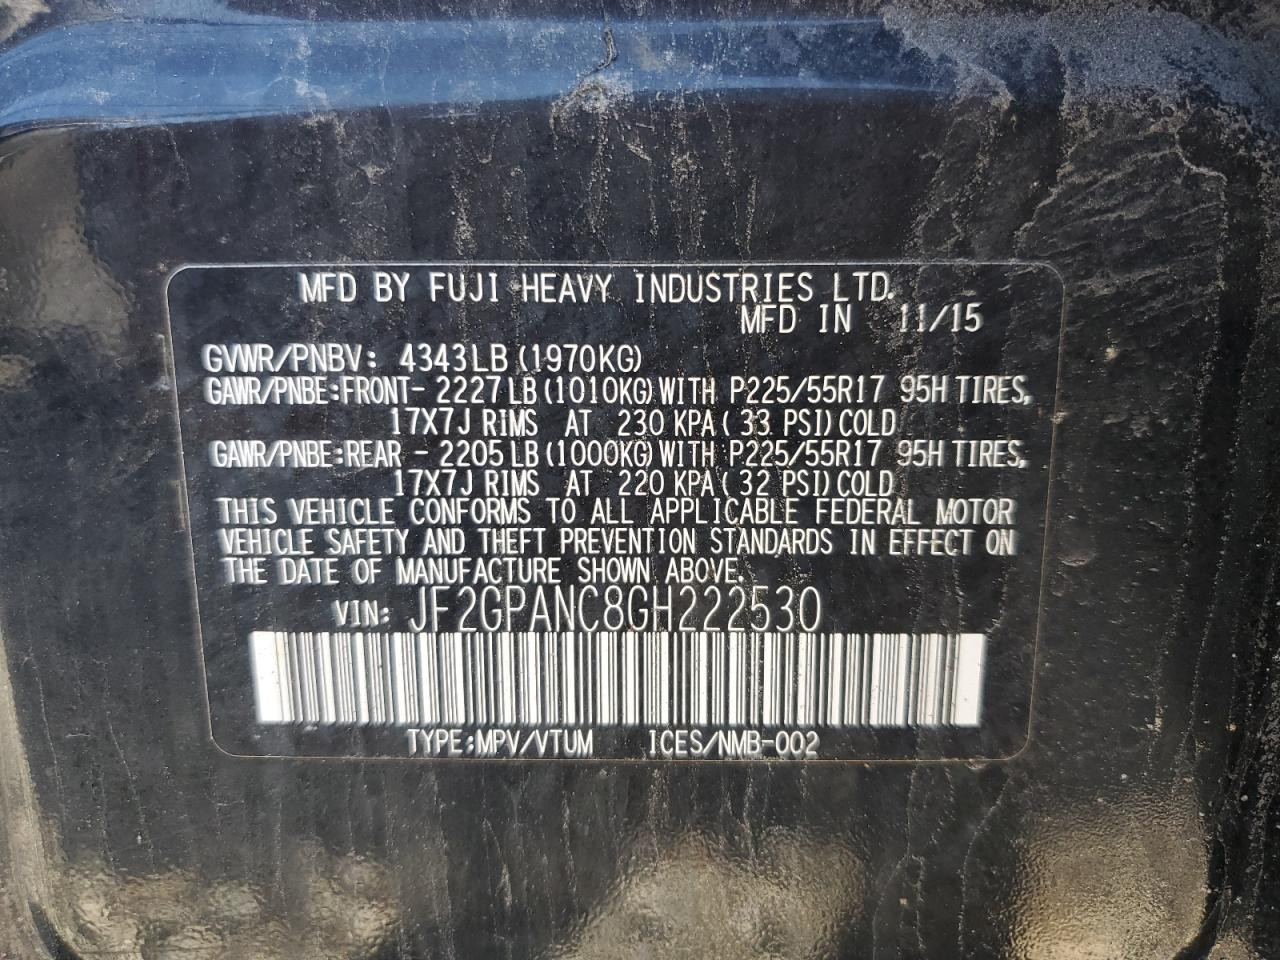 MFD BY FUJI HEAVY INDUSTRIES LTD.
MFD IN 11/15
GVWR/PNBV: 4343LB (1970KG)
GAWR/PNBE:FRONT- 2227LB (1010KG) WITH P225/55R17 95H TIRES,
17X7J RIMS AT 230 KPA( 33 PSI) COLD
GAWR/PNBE:REAR - 2205LB (1000KG) WITH P225/55R17 95H TIRES,
17X7J RIMS AT 220 KPA( 32 PSI) COLD
THIS VEHICLE CONFORMS TO ALL APPLICABLE FEDERAL MOTOR
VEHICLE SAFETY AND THEFT PREVENTION STANDARDS IN EFFECT ON
THE DATE OF MANUFACTURE SHOWN ABOVE.
VIN: JF2GPANC8GH222530
TYPE:MPV/VTUM ICES/NMB-002